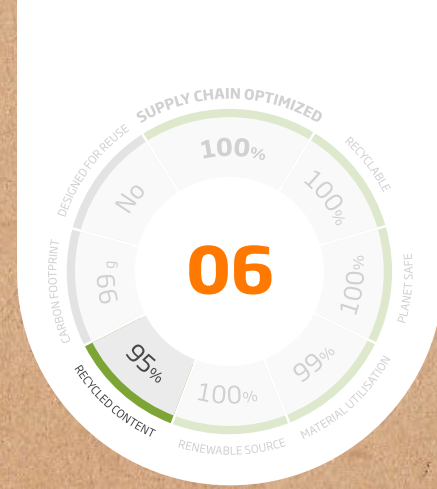 SUPPLY CHAIN OPTIMIZED
100%
RECYCLABLE
100%
PLANET SAFE
100%
MATERIAL UTILISATION
99%
RENEWABLE SOURCE
100%
RECYCLED CONTENT
95%
CARBON FOOTPRINT
66 g
DESIGNED FOR REUSE
No
06